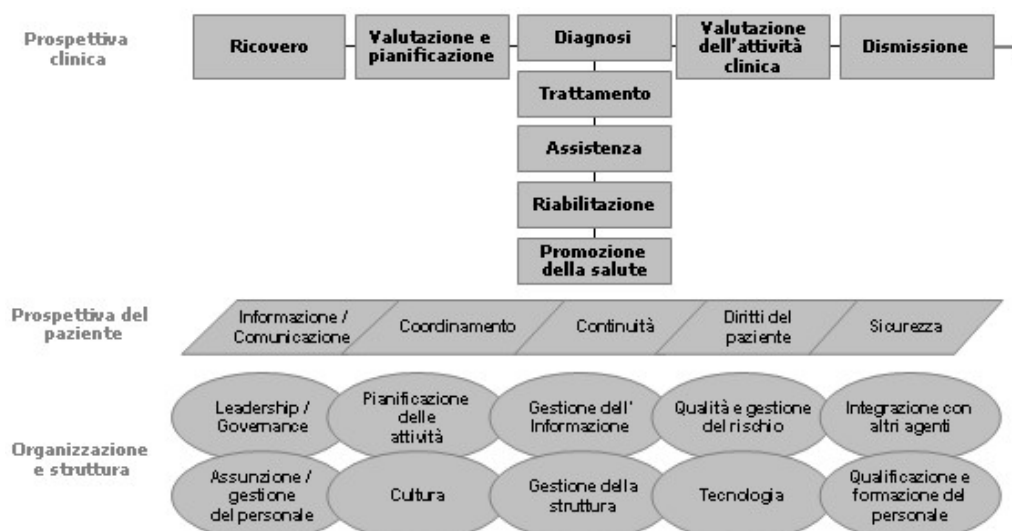 Prospettiva
clinica
Ricovero
Valutazione e
pianificazione
Diagnosi
Valutazione
dell'attività
clinica
Dismissione
Trattamento
Assistenza
Riabilitazione
Promozione
della salute
Prospettiva del
paziente
Informazione /
Comunicazione
Coordinamento
Continuità
Diritti del
paziente
Sicurezza
Organizzazione
e struttura
Leadership /
Governance
Pianificazione
delle
attività
Gestione dell'
Informazione
Qualità e gestione
del rischio
Integrazione con
altri agenti
Assunzione /
gestione
del personale
Cultura
Gestione della
struttura
Tecnologia
Qualificazione e
formazione del
personale